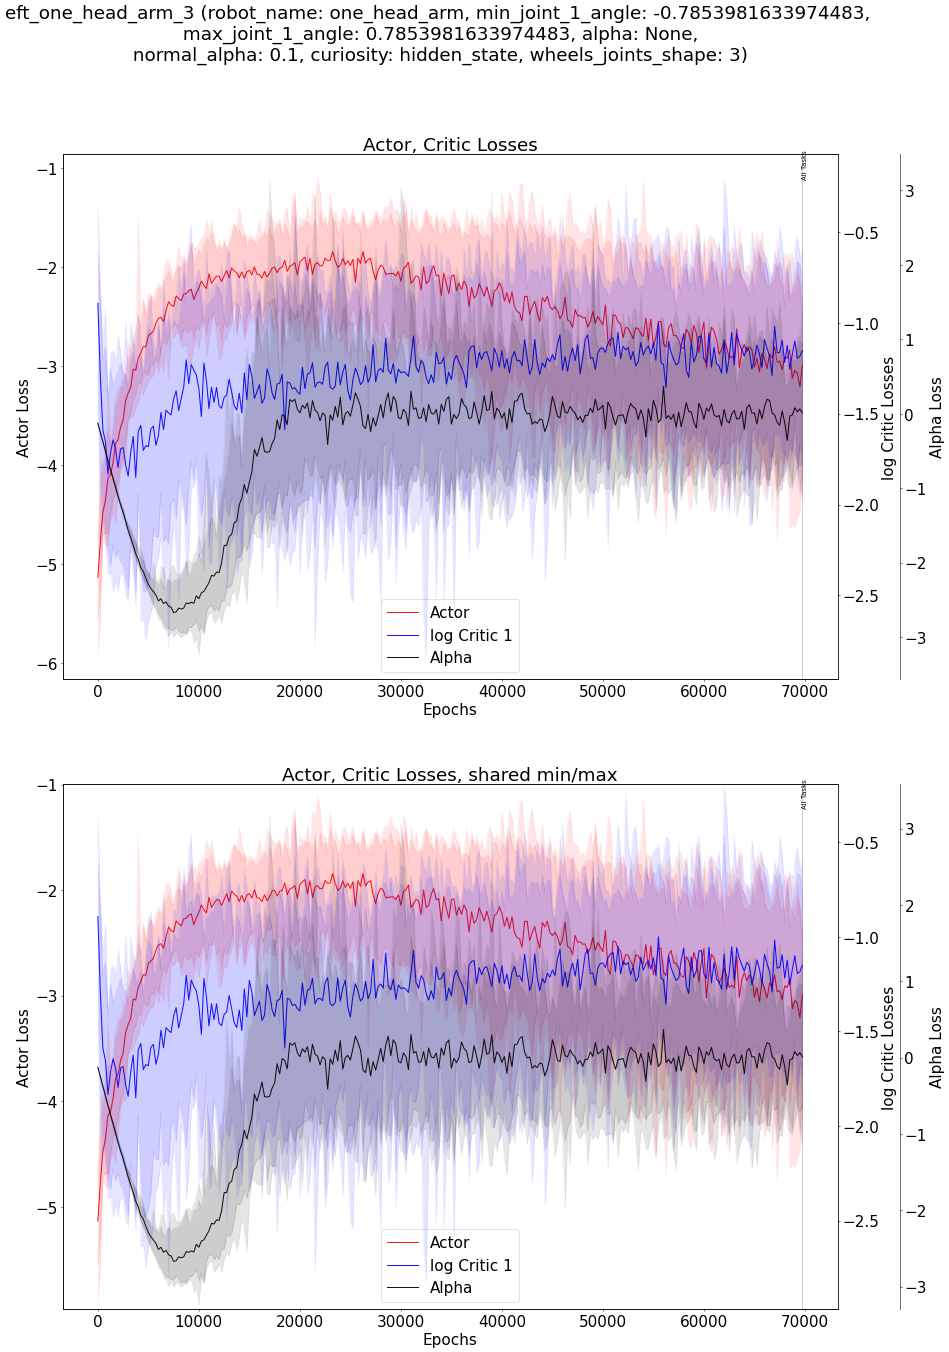 eft_one_head_arm_3 (robot_name: one_head_arm, min_joint_1_angle: -0.7853981633974483,
max_joint_1_angle: 0.7853981633974483, alpha: None,
normal_alpha: 0.1, curiosity: hidden_state, wheels_joints_shape: 3)
Actor, Critic Losses
All Tasks
−1
−2
−3
−4
−5
−6
Actor Loss
−0.5
−1.0
−1.5
−2.0
−2.5
log Critic Losses
3
2
1
0
−1
−2
−3
Alpha Loss
Actor
log Critic 1
Alpha
0 10000 20000 30000 40000 50000 60000 70000
Epochs
Actor, Critic Losses, shared min/max
All Tasks
−1
−2
−3
−4
−5
Actor Loss
−0.5
−1.0
−1.5
−2.0
−2.5
log Critic Losses
3
2
1
0
−1
−2
−3
Alpha Loss
Actor
log Critic 1
Alpha
0 10000 20000 30000 40000 50000 60000 70000
Epochs